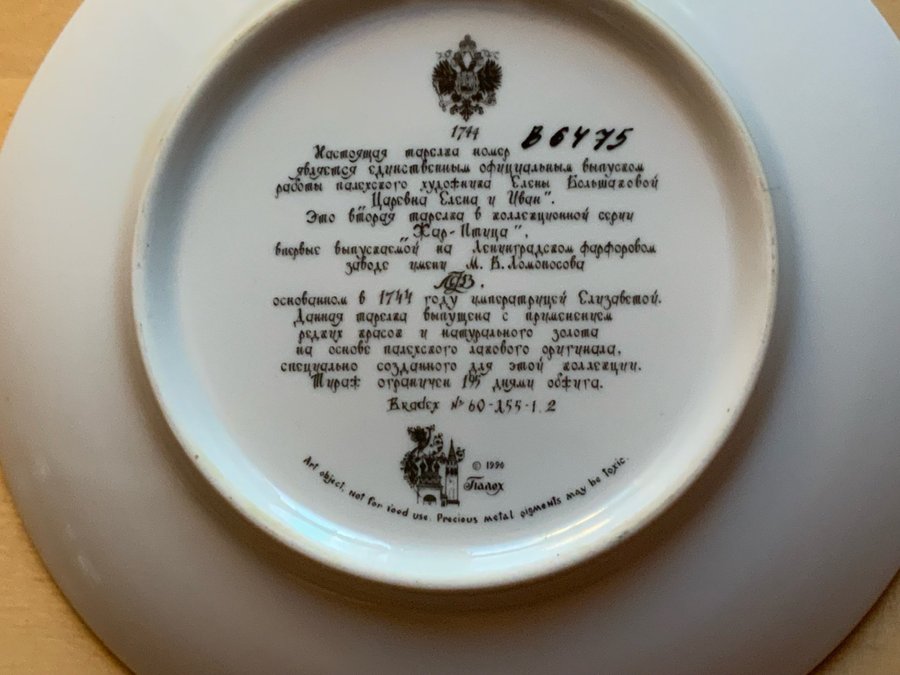 1744
Настоящая тарелка номер В 6475
является единственным официальным выпуском
работы палехского художника Елены Большаковой
"Царевна Елена и Иван".
Это вторая тарелка в коллекционной серии
"Жар-Птица",
впервые выпускаемой на Ленинградском фарфоровом
заводе имени М. В. Ломоносова
ЛФЗ,
основанном в 1744 году императрицей Елизаветой.
Данная тарелка выпущена с применением
редких красок и натурального золота
на основе палехского лакового оригинала,
специально созданного для этой коллекции.
Тираж ограничен 195 днями обжига.
Bradex № 60-L55-1.2
© 1990
Палех
Art object, not for food use. Precious metal pigments may be toxic.